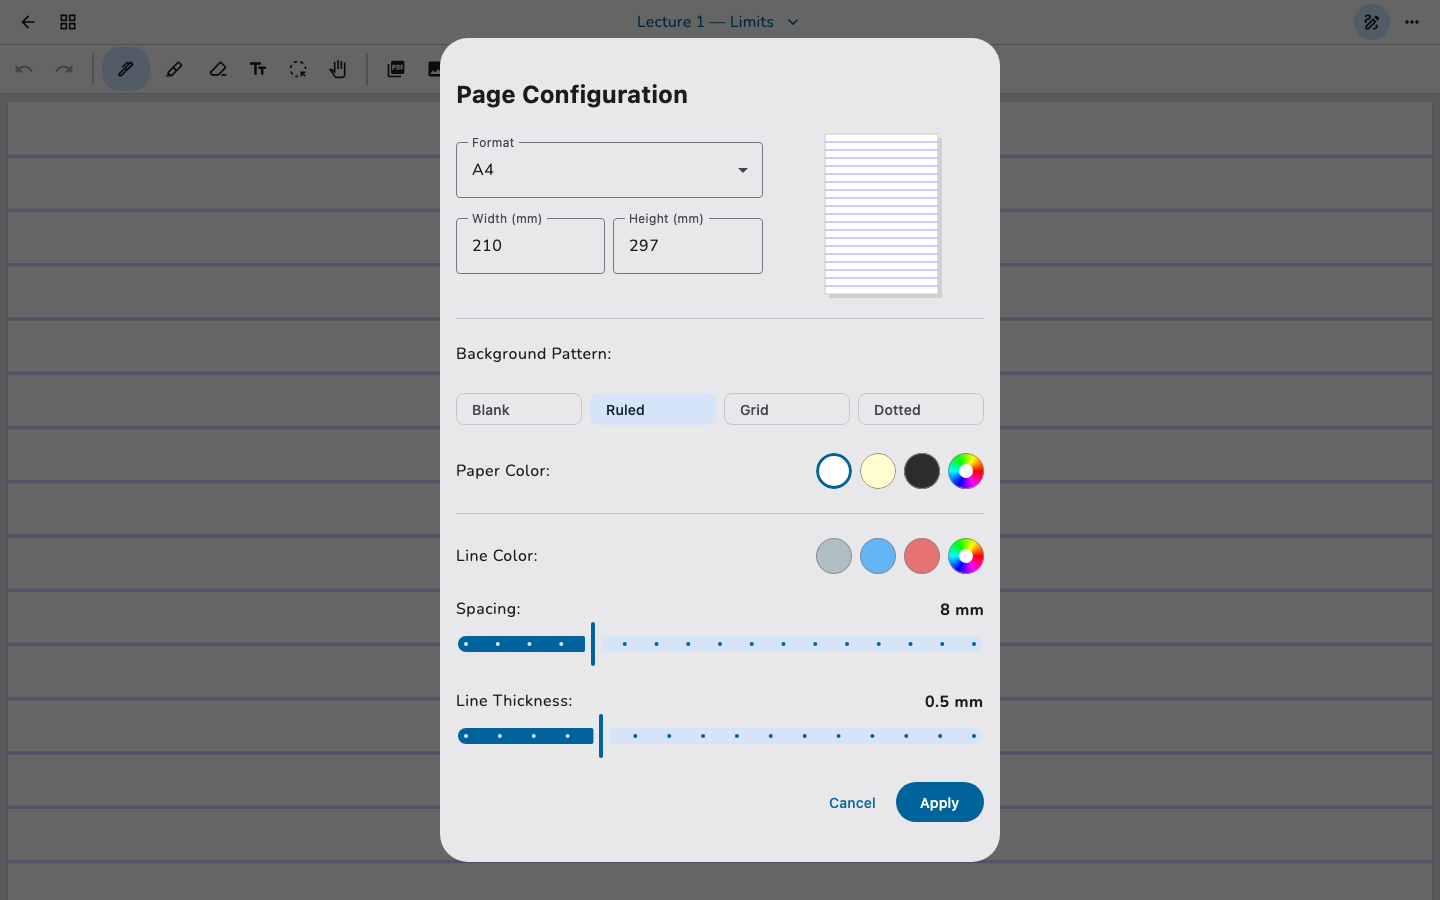 Lecture 1 — Limits
PDF
Page Configuration
Format
A4
Width (mm)
Height (mm)
210
297
Background Pattern:
Blank
Ruled
Grid
Dotted
Paper Color:
Line Color:
Spacing:
8 mm
Line Thickness:
0.5 mm
Cancel
Apply